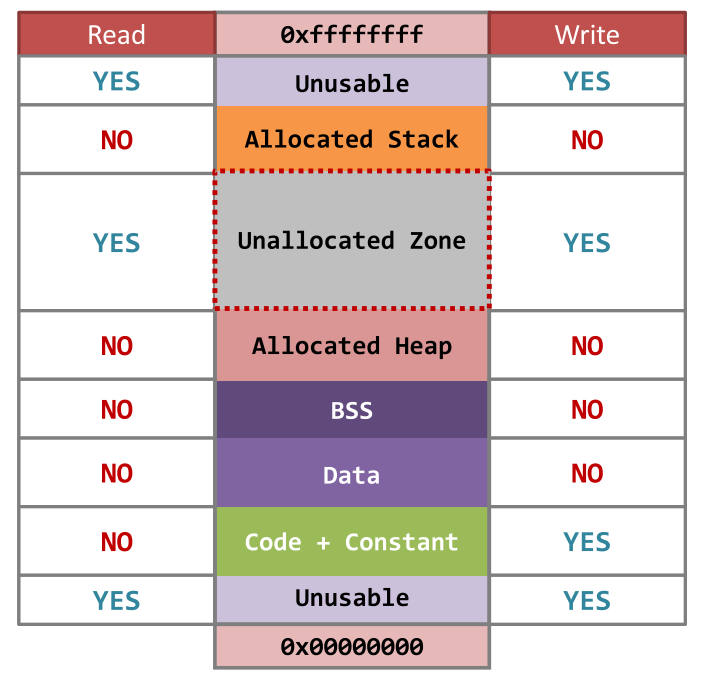 Read 0xffffffff Write
YES Unusable YES
NO Allocated Stack NO
YES Unallocated Zone YES
NO Allocated Heap NO
NO BSS NO
NO Data NO
NO Code + Constant YES
YES Unusable YES
0x00000000